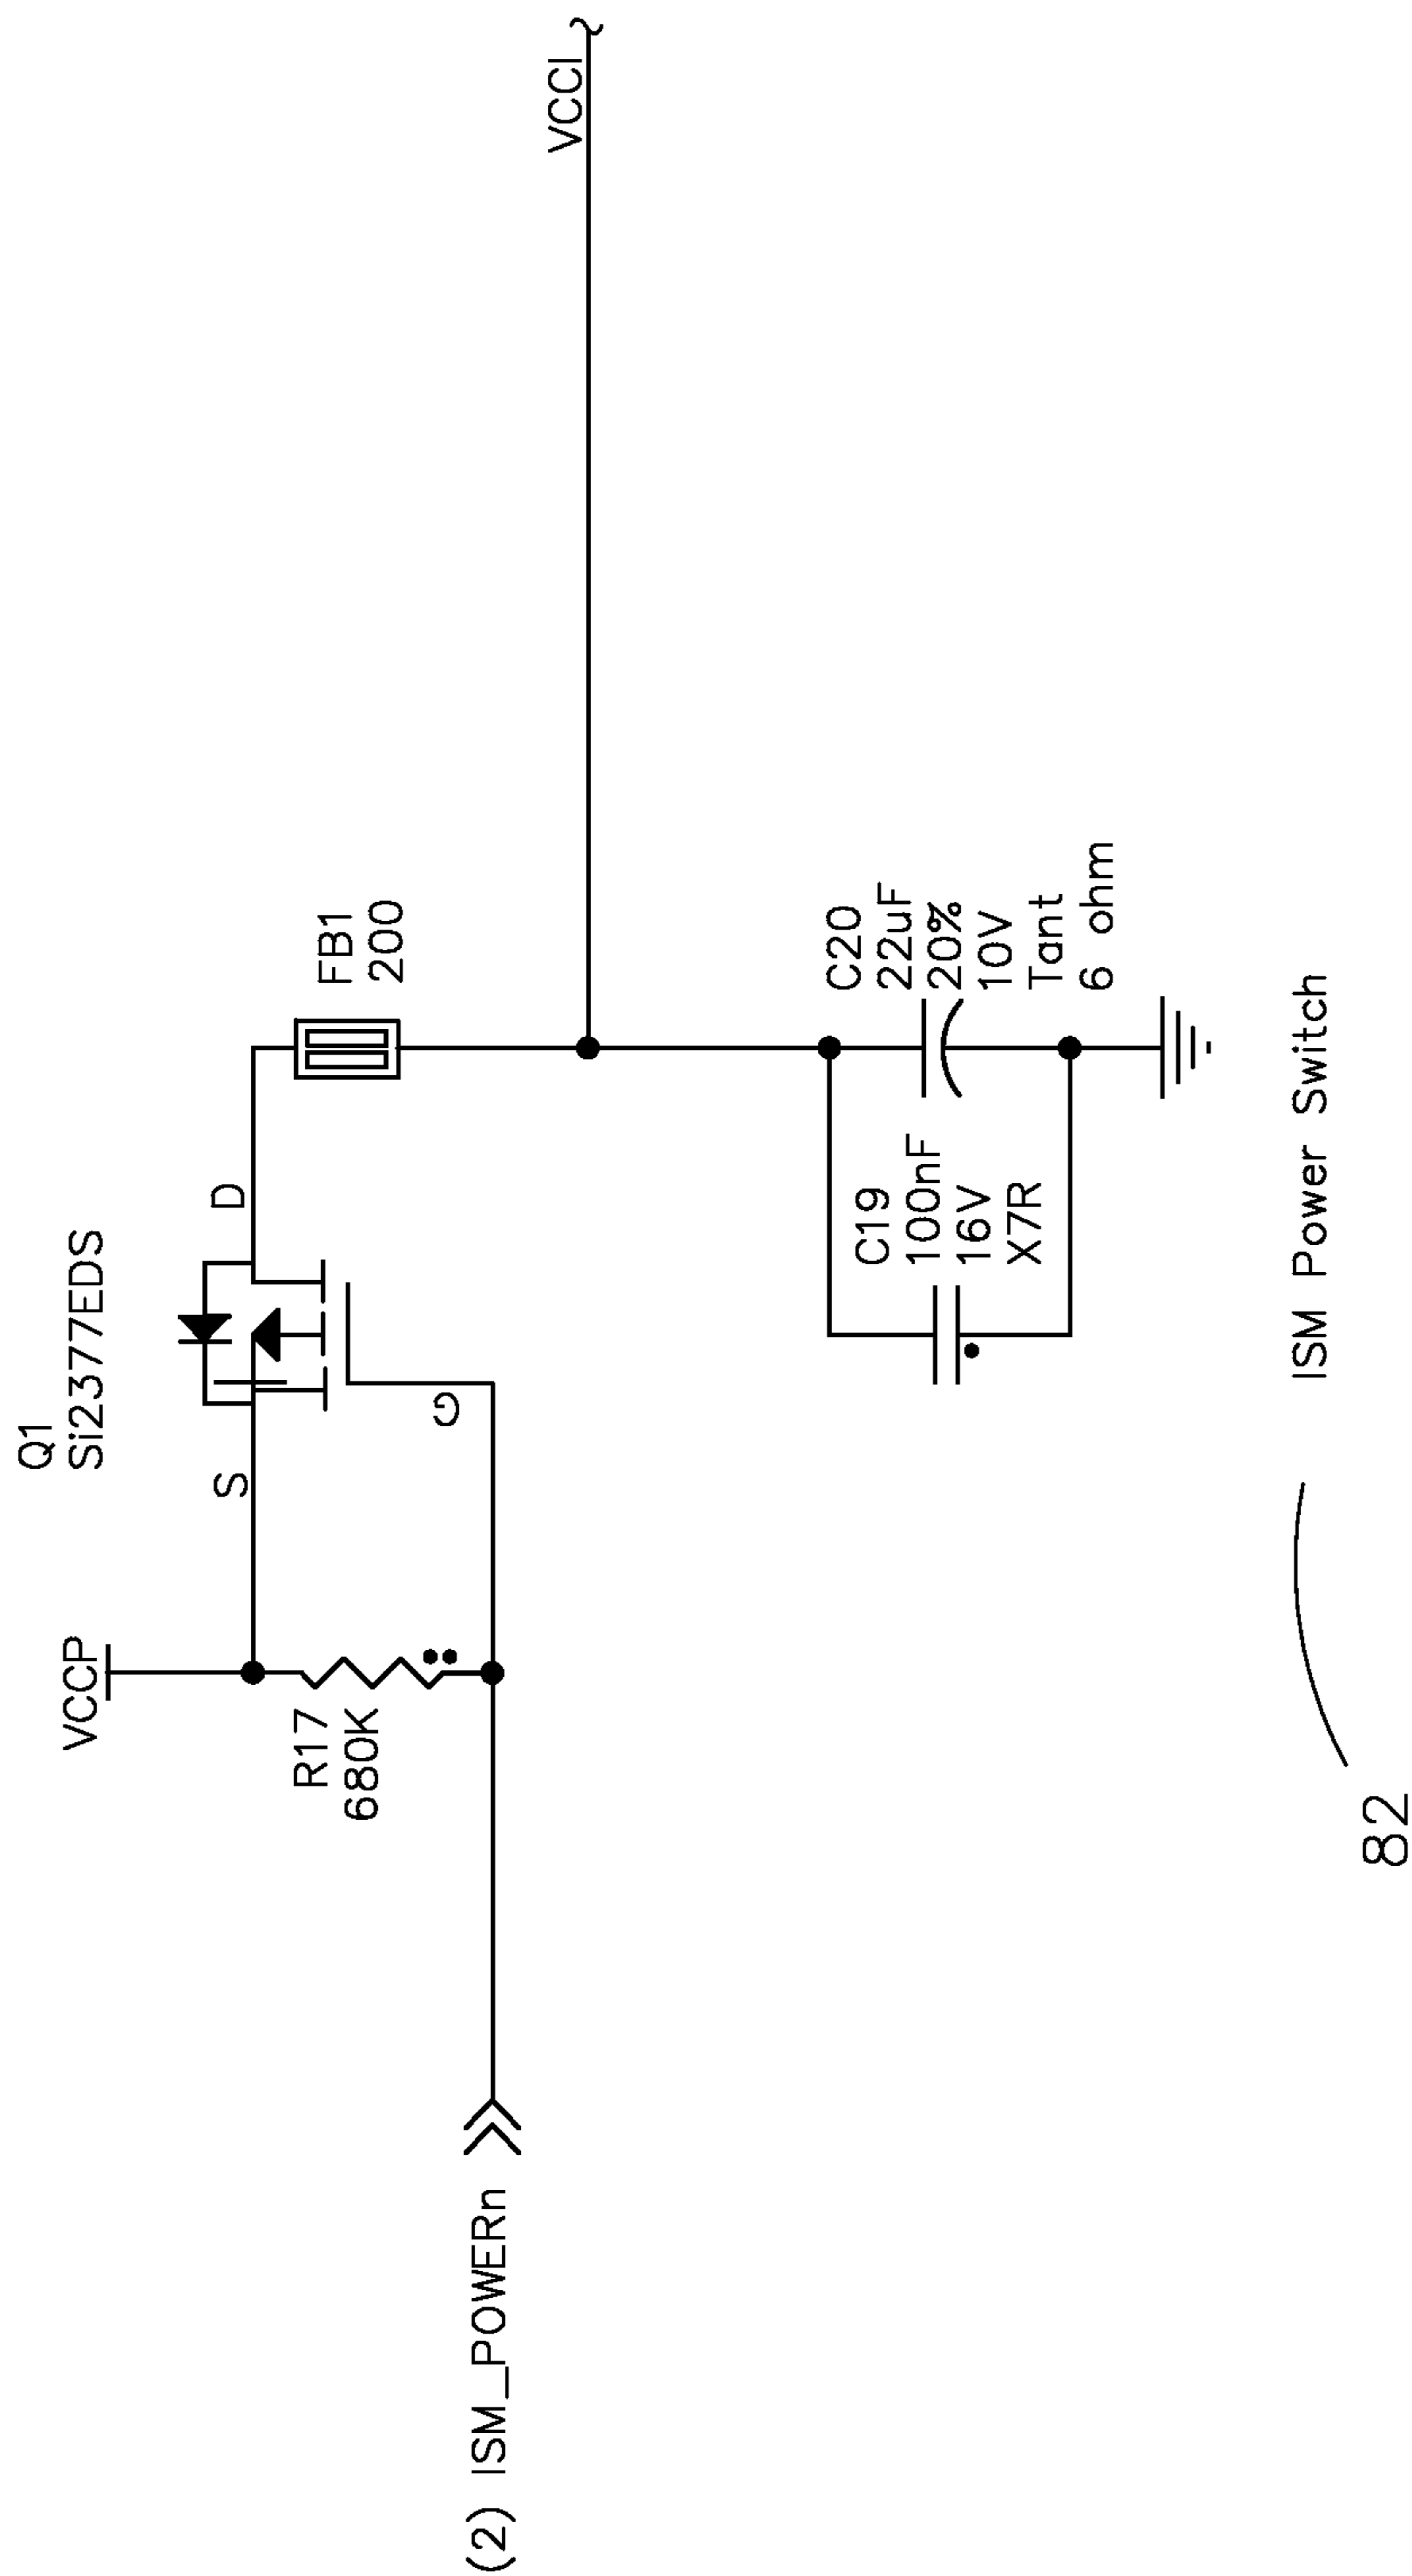 Q1
Si2377EDS
VCCP
S
D
G
R17
680K
FB1
200
VCCI
(2) ISM_POWERn
C19
100nF
16V
X7R
C20
22uF
20%
10V
Tant
6 ohm
ISM Power Switch
82